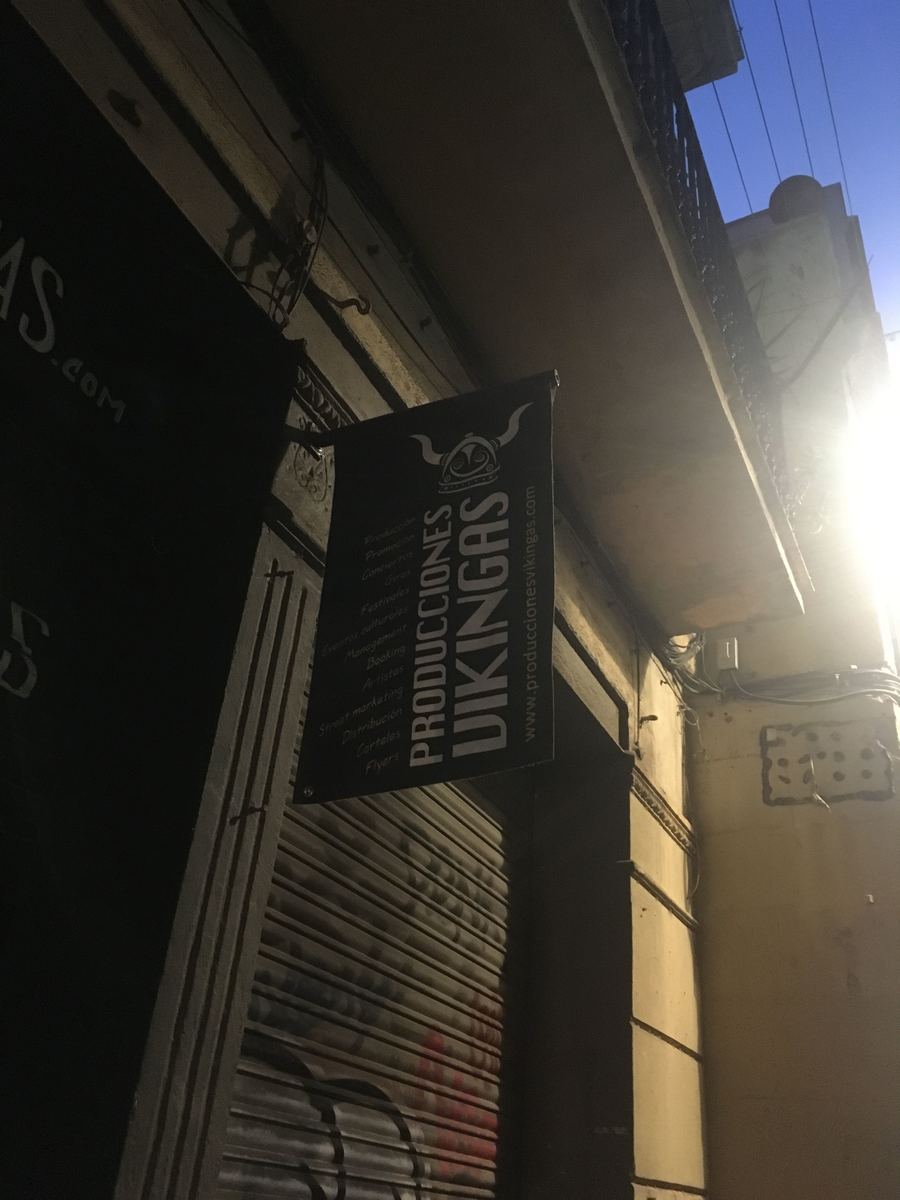 AS.COM
S
PRODUCCIONES
VIKINGAS
www.produccionesvikingas.com
Producción
Promoción
Conciertos
Giras
Festivales
Eventos culturales
Management
Booking
Artistas
Street marketing
Distribución
Carteles
Flyers